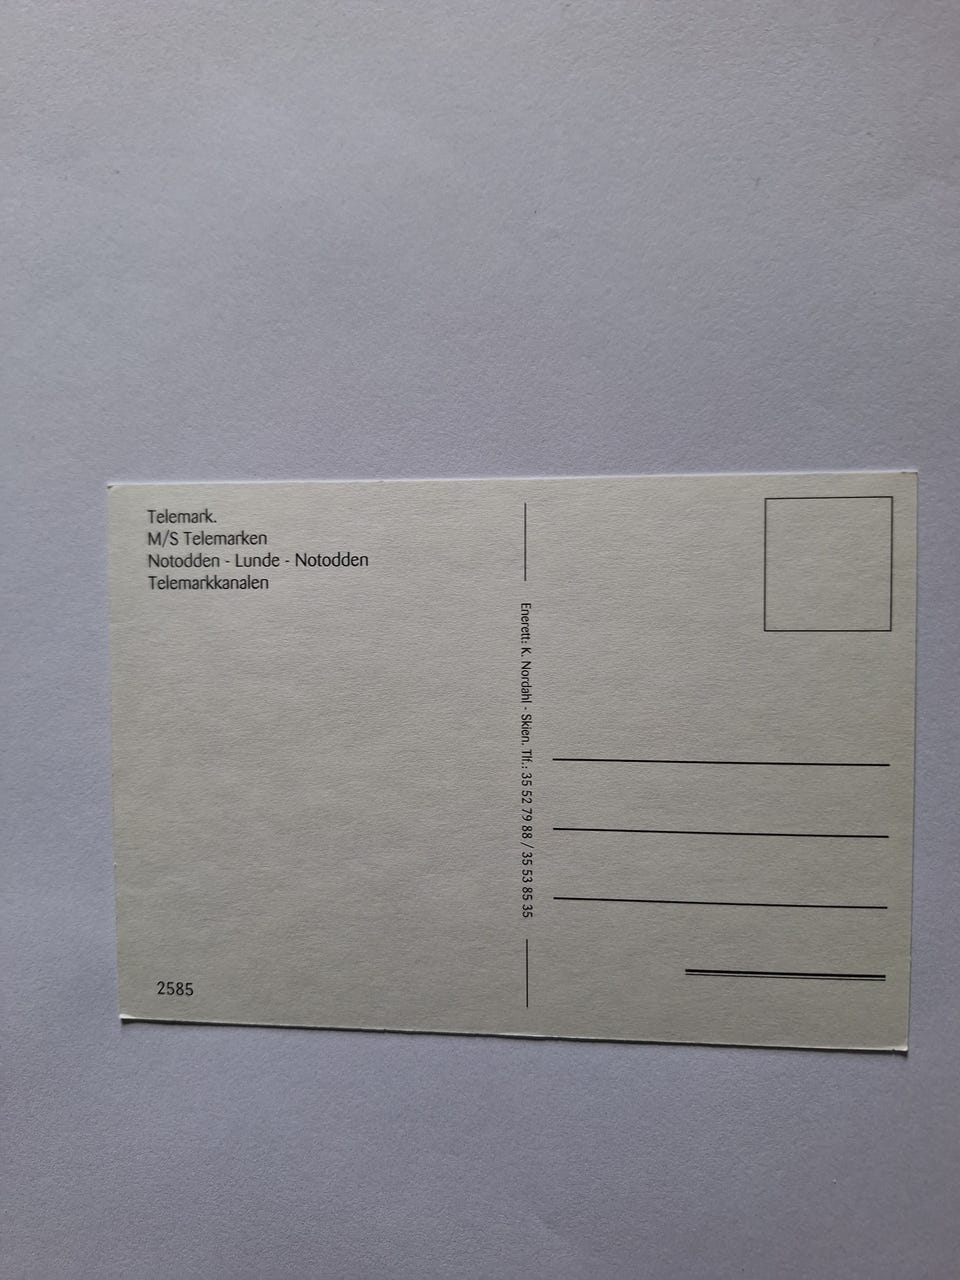 Telemark.
M/S Telemarken
Notodden - Lunde - Notodden
Telemarkkanalen
Enerett: K. Nordahl - Skien. Tlf.: 35 52 79 88 / 35 53 85 35
2585